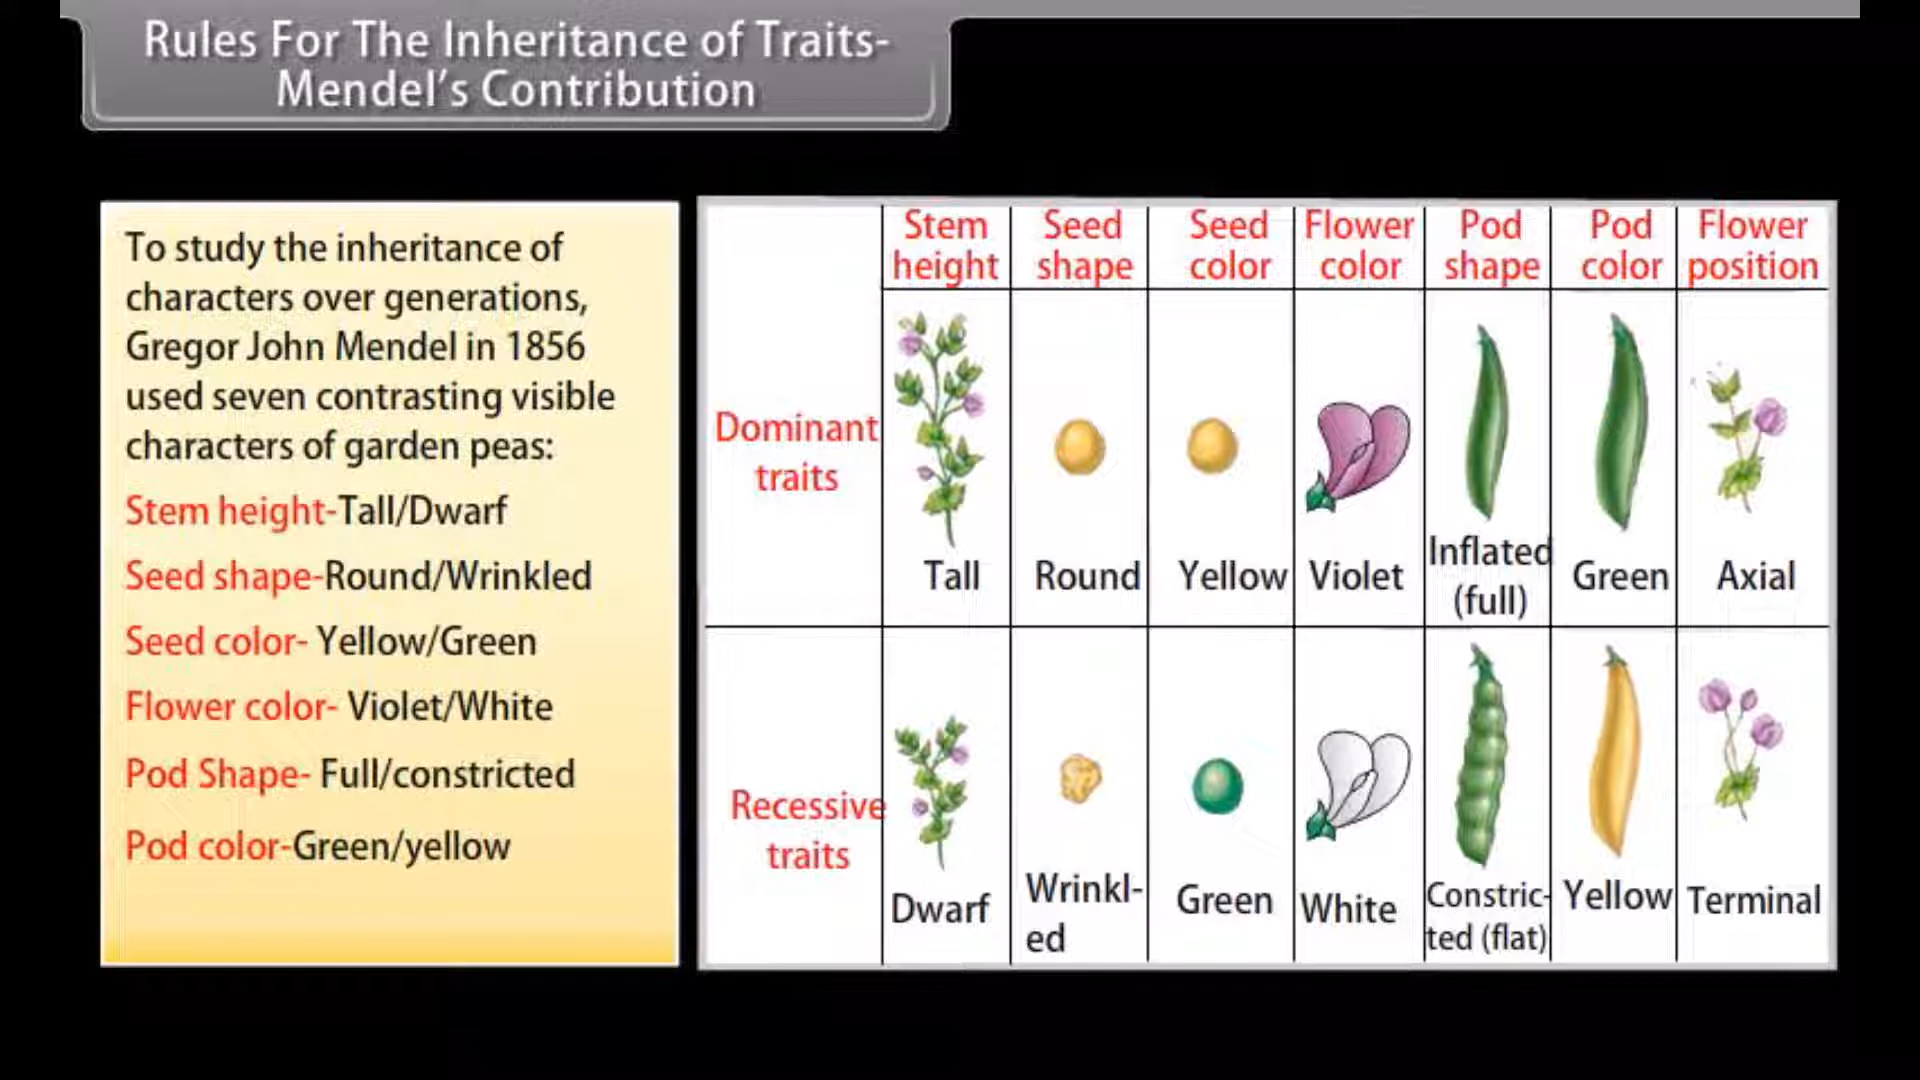 Rules For The Inheritance of Traits-
Mendel's Contribution
To study the inheritance of
characters over generations,
Gregor John Mendel in 1856
used seven contrasting visible
characters of garden peas:
Stem height-Tall/Dwarf
Seed shape-Round/Wrinkled
Seed color- Yellow/Green
Flower color- Violet/White
Pod Shape- Full/constricted
Pod color-Green/yellow
Stem height
Seed shape
Seed color
Flower color
Pod shape
Pod color
Flower position
Dominant
traits
Tall
Round
Yellow
Violet
Inflated
(full)
Green
Axial
Recessive
traits
Dwarf
Wrinkl-
ed
Green
White
Constric-
ted (flat)
Yellow
Terminal